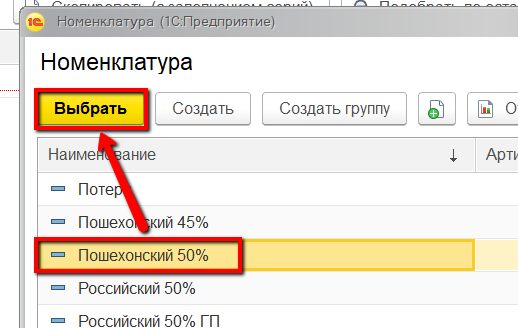 Скопировать (с заполнением серий)
Подобрать по оста
1С Номенклатура (1С:Предприятие)
Номенклатура
Выбрать Создать Создать группу О
Наименование ↓ Арти
Потер
Пошехонский 45%
Пошехонский 50%
Российский 50%
Российский 50% ГП